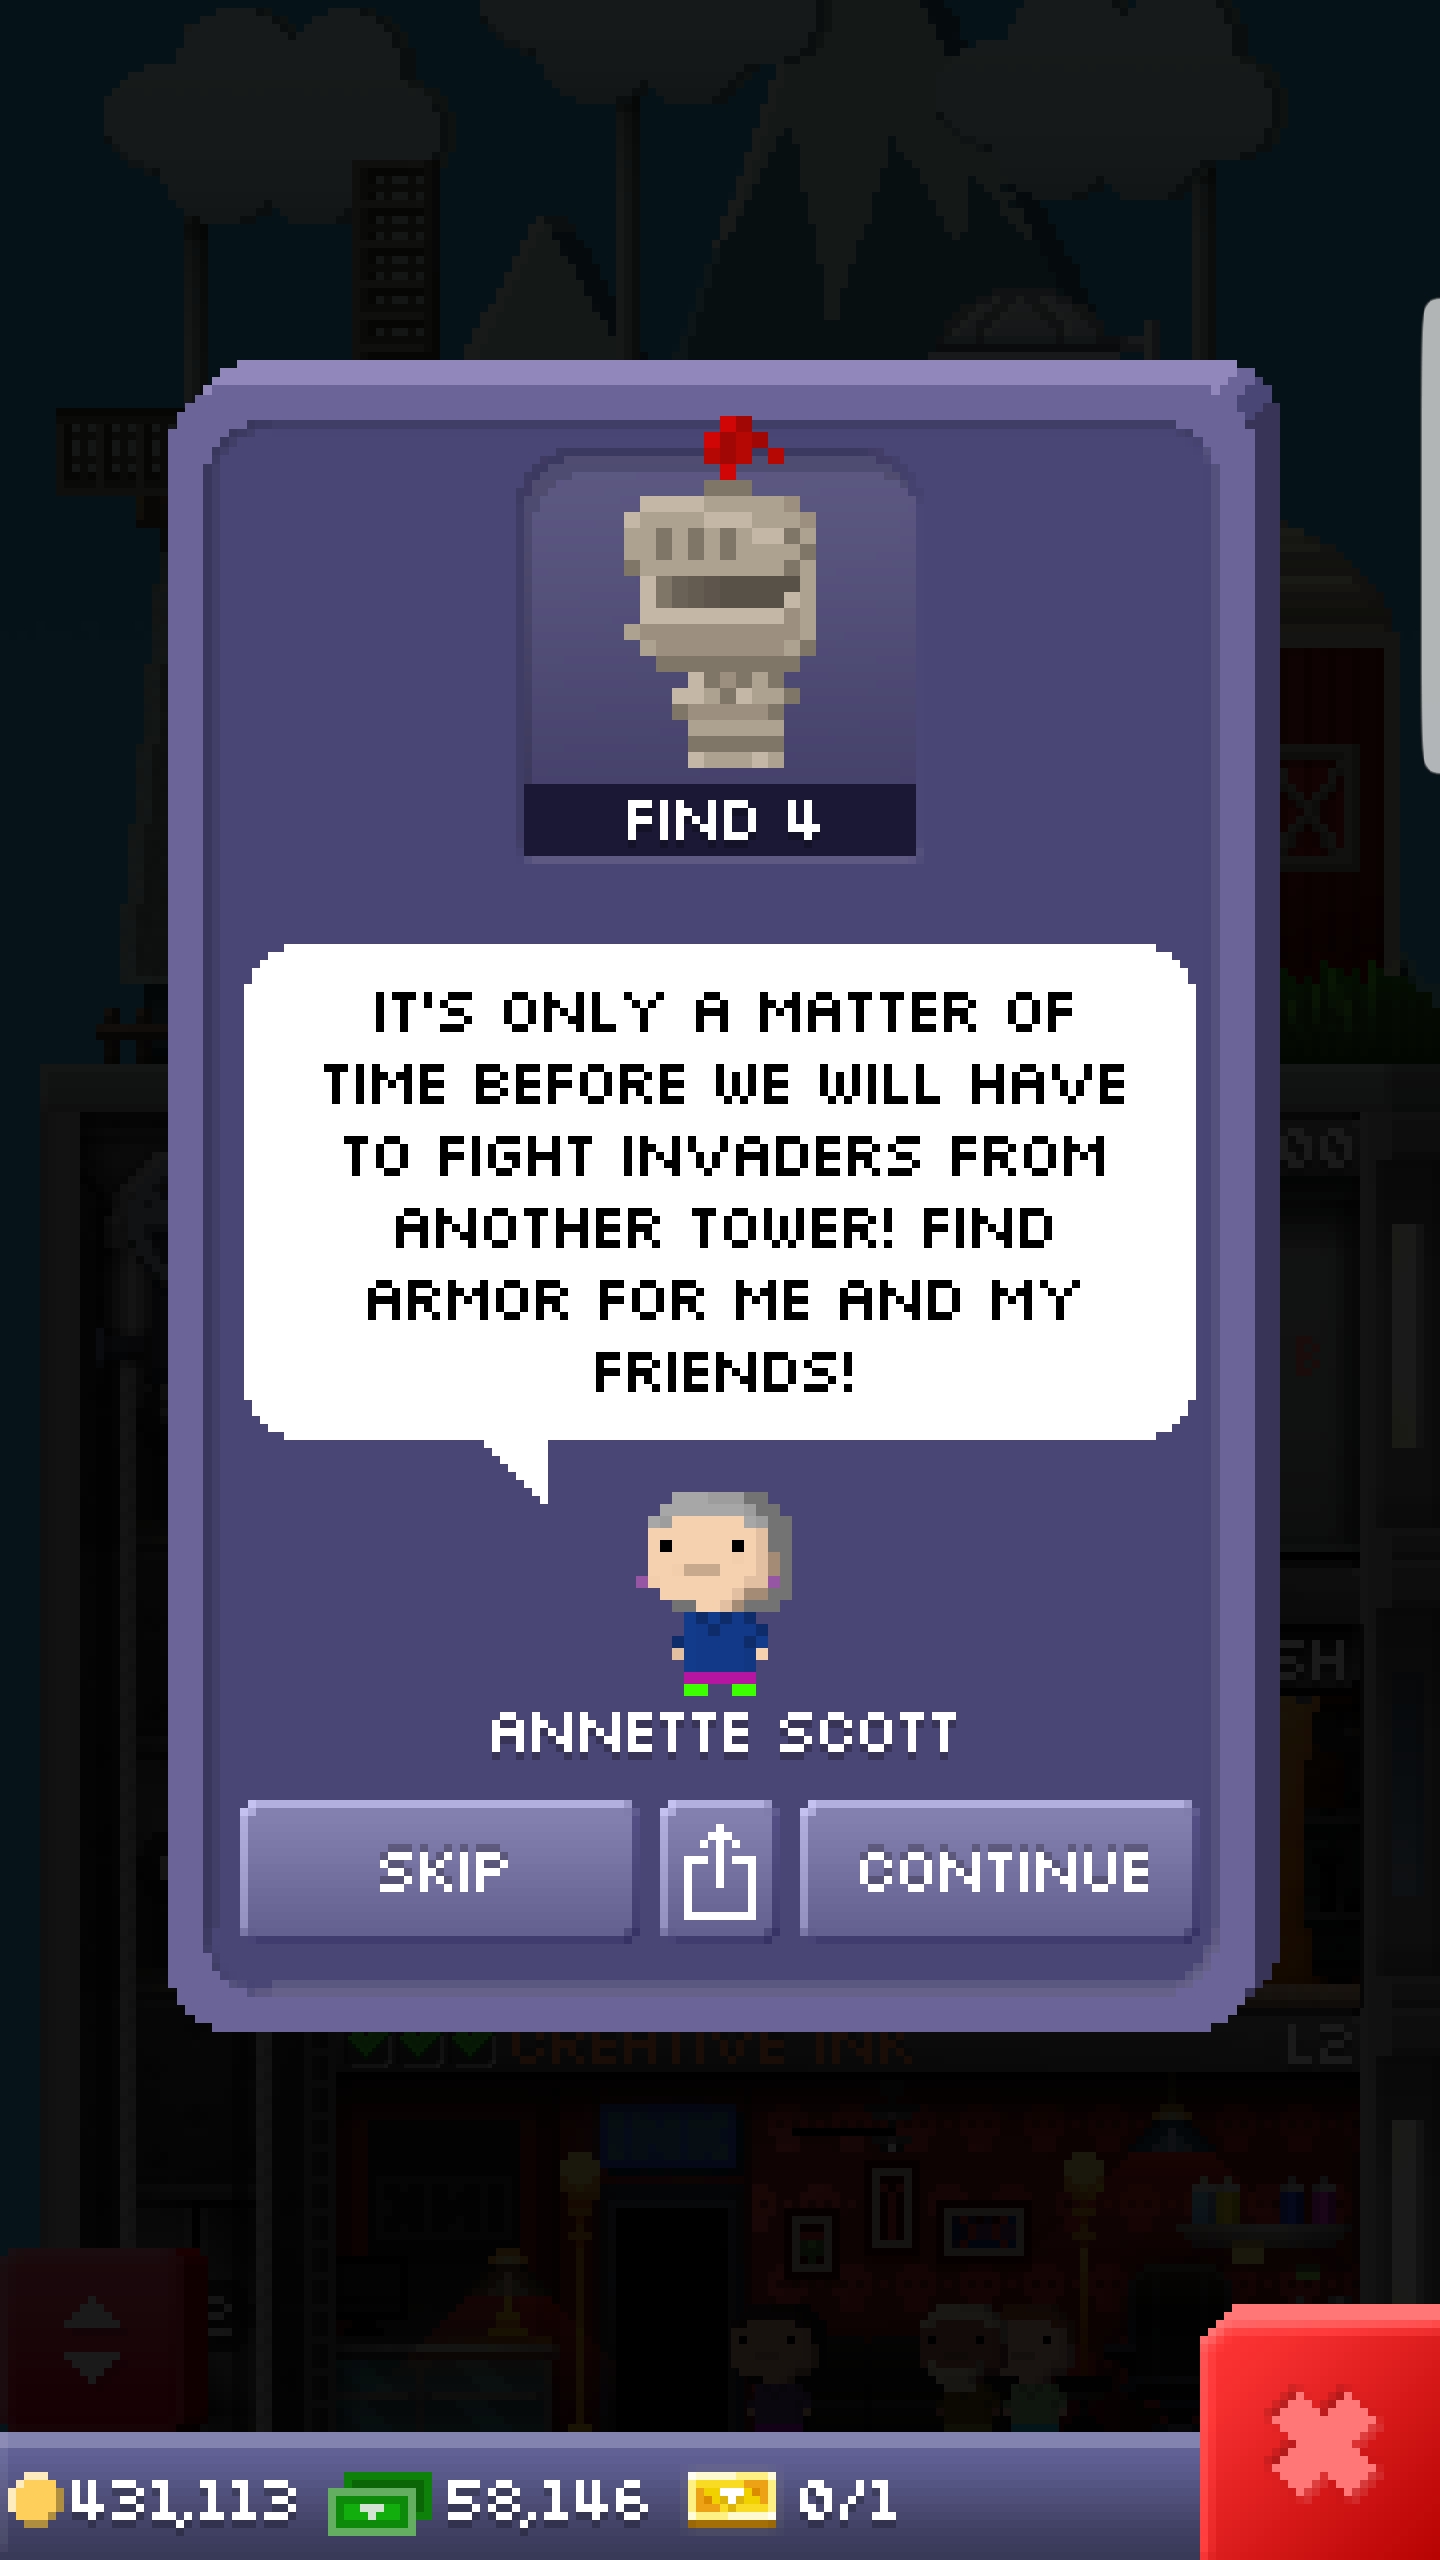 FIND 4
IT'S ONLY A MATTER OF
TIME BEFORE WE WILL HAVE
TO FIGHT INVADERS FROM
ANOTHER TOWER! FIND
ARMOR FOR ME AND MY
FRIENDS!
ANNETTE SCOTT
SKIP
CONTINUE
CREATIVE INK L2
431,113 58,146 0/1